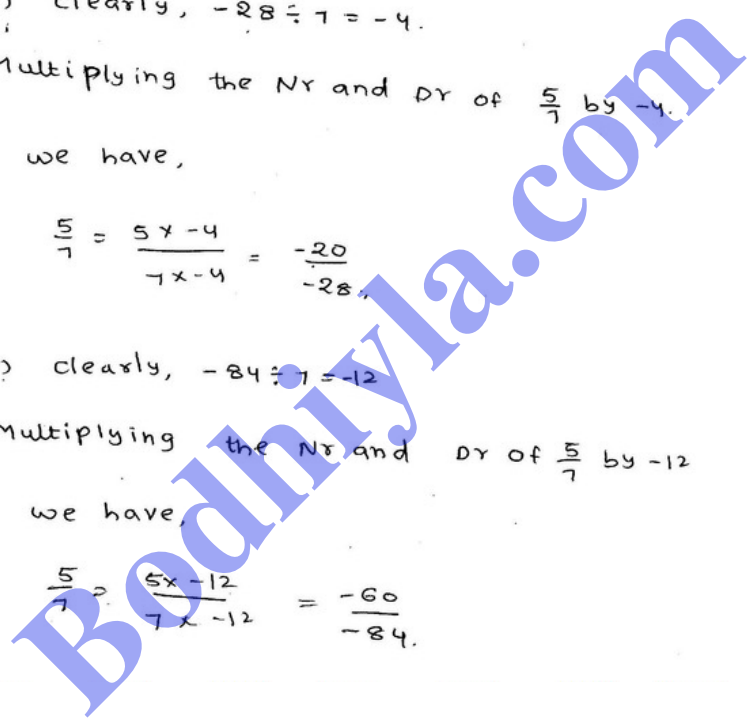 clearly, -28 ÷ 7 = -4.
Multiplying the Nr and Dr of 5/7 by -4.
we have,
5/7 = 5 x -4 / 7 x -4 = -20 / -28.
clearly, -84 ÷ 7 = -12
Multiplying the Nr and Dr of 5/7 by -12
we have,
5/7 = 5x -12 / 7 x -12 = -60 / -84.
Bodhiyla.com